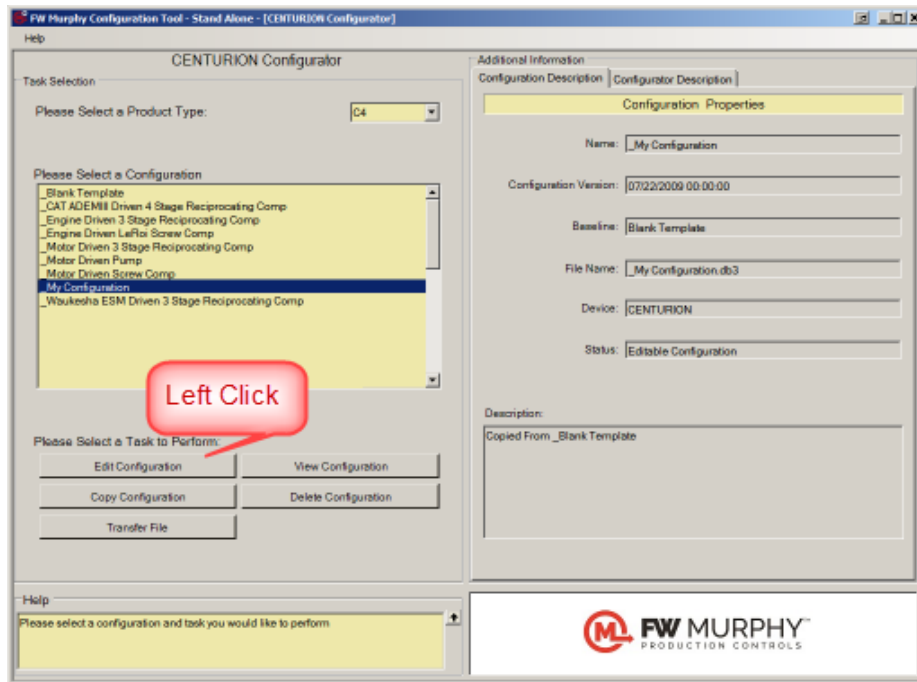 FW Murphy Configuration Tool - Stand Alone - [CENTURION Configurator]
Help
CENTURION Configurator
Task Selection
Please Select a Product Type:
C4
Please Select a Configuration
_Blank Template
_CAT ADEMIII Driven 4 Stage Reciprocating Comp
_Engine Driven 3 Stage Reciprocating Comp
_Engine Driven LeRoi Screw Comp
_Motor Driven 3 Stage Reciprocating Comp
_Motor Driven Pump
_Motor Driven Screw Comp
_My Configuration
_Waukesha ESM Driven 3 Stage Reciprocating Comp
Left Click
Please Select a Task to Perform:
Edit Configuration
View Configuration
Copy Configuration
Delete Configuration
Transfer File
Additional Information
Configuration Description
Configurator Description
Configuration Properties
Name: _My Configuration
Configuration Version: 07/22/2009 00:00:00
Baseline: Blank Template
File Name: _My Configuration.db3
Device: CENTURION
Status: Editable Configuration
Description:
Copied From _Blank Template
Help
Please select a configuration and task you would like to perform
M FW MURPHY
PRODUCTION CONTROLS